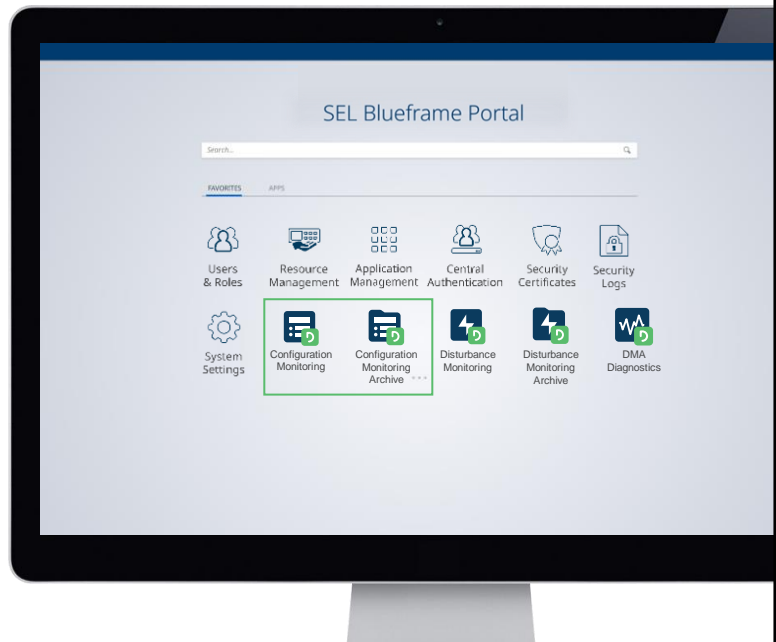 SEL Blueframe Portal
Search...
FAVORITES APPS
Users Resource Application Central Security Security
& Roles Management Management Authentication Certificates Logs
System Configuration Configuration Disturbance Disturbance DMA
Settings Monitoring Monitoring Monitoring Monitoring Diagnostics
Archive Archive